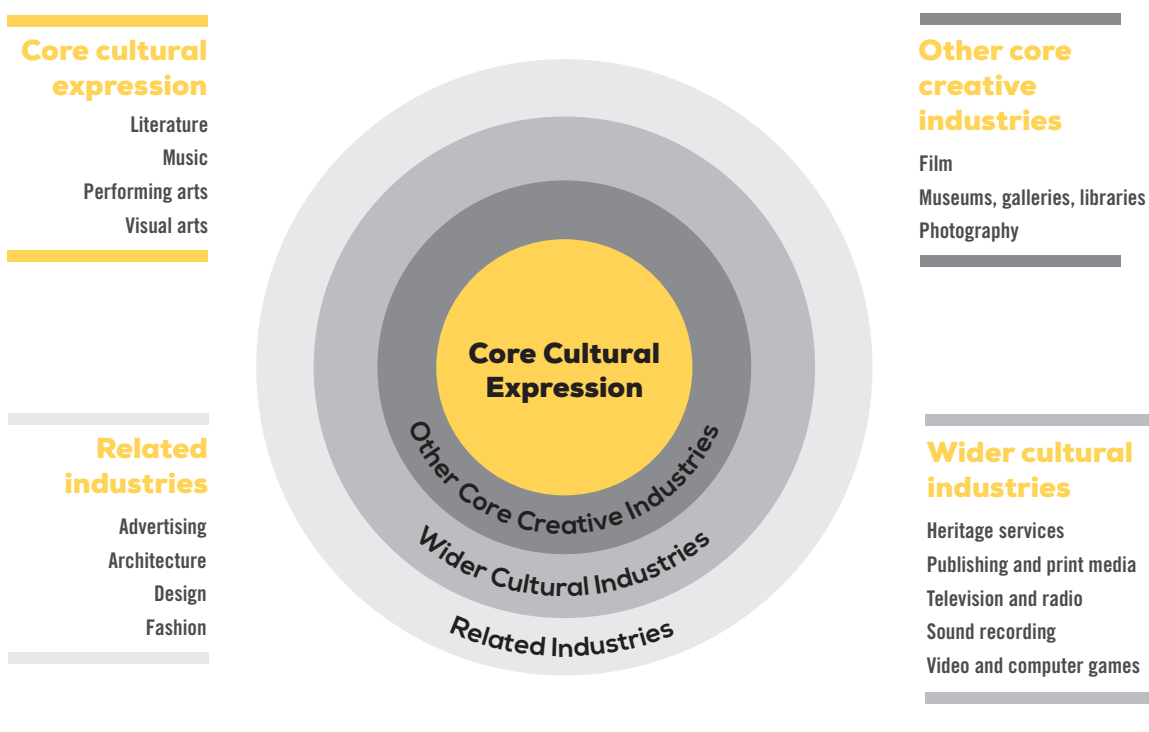 Core cultural
expression
Literature
Music
Performing arts
Visual arts
Other core
creative
industries
Film
Museums, galleries, libraries
Photography
Core Cultural
Expression
Other Core Creative Industries
Wider Cultural Industries
Related Industries
Related
industries
Advertising
Architecture
Design
Fashion
Wider cultural
industries
Heritage services
Publishing and print media
Television and radio
Sound recording
Video and computer games